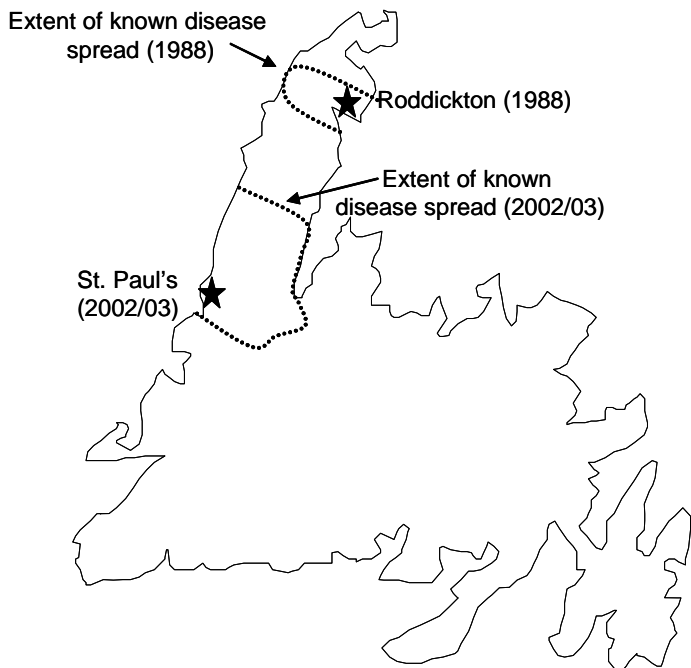 Extent of known disease
spread (1988)
Roddickton (1988)
Extent of known
disease spread (2002/03)
St. Paul's
(2002/03)